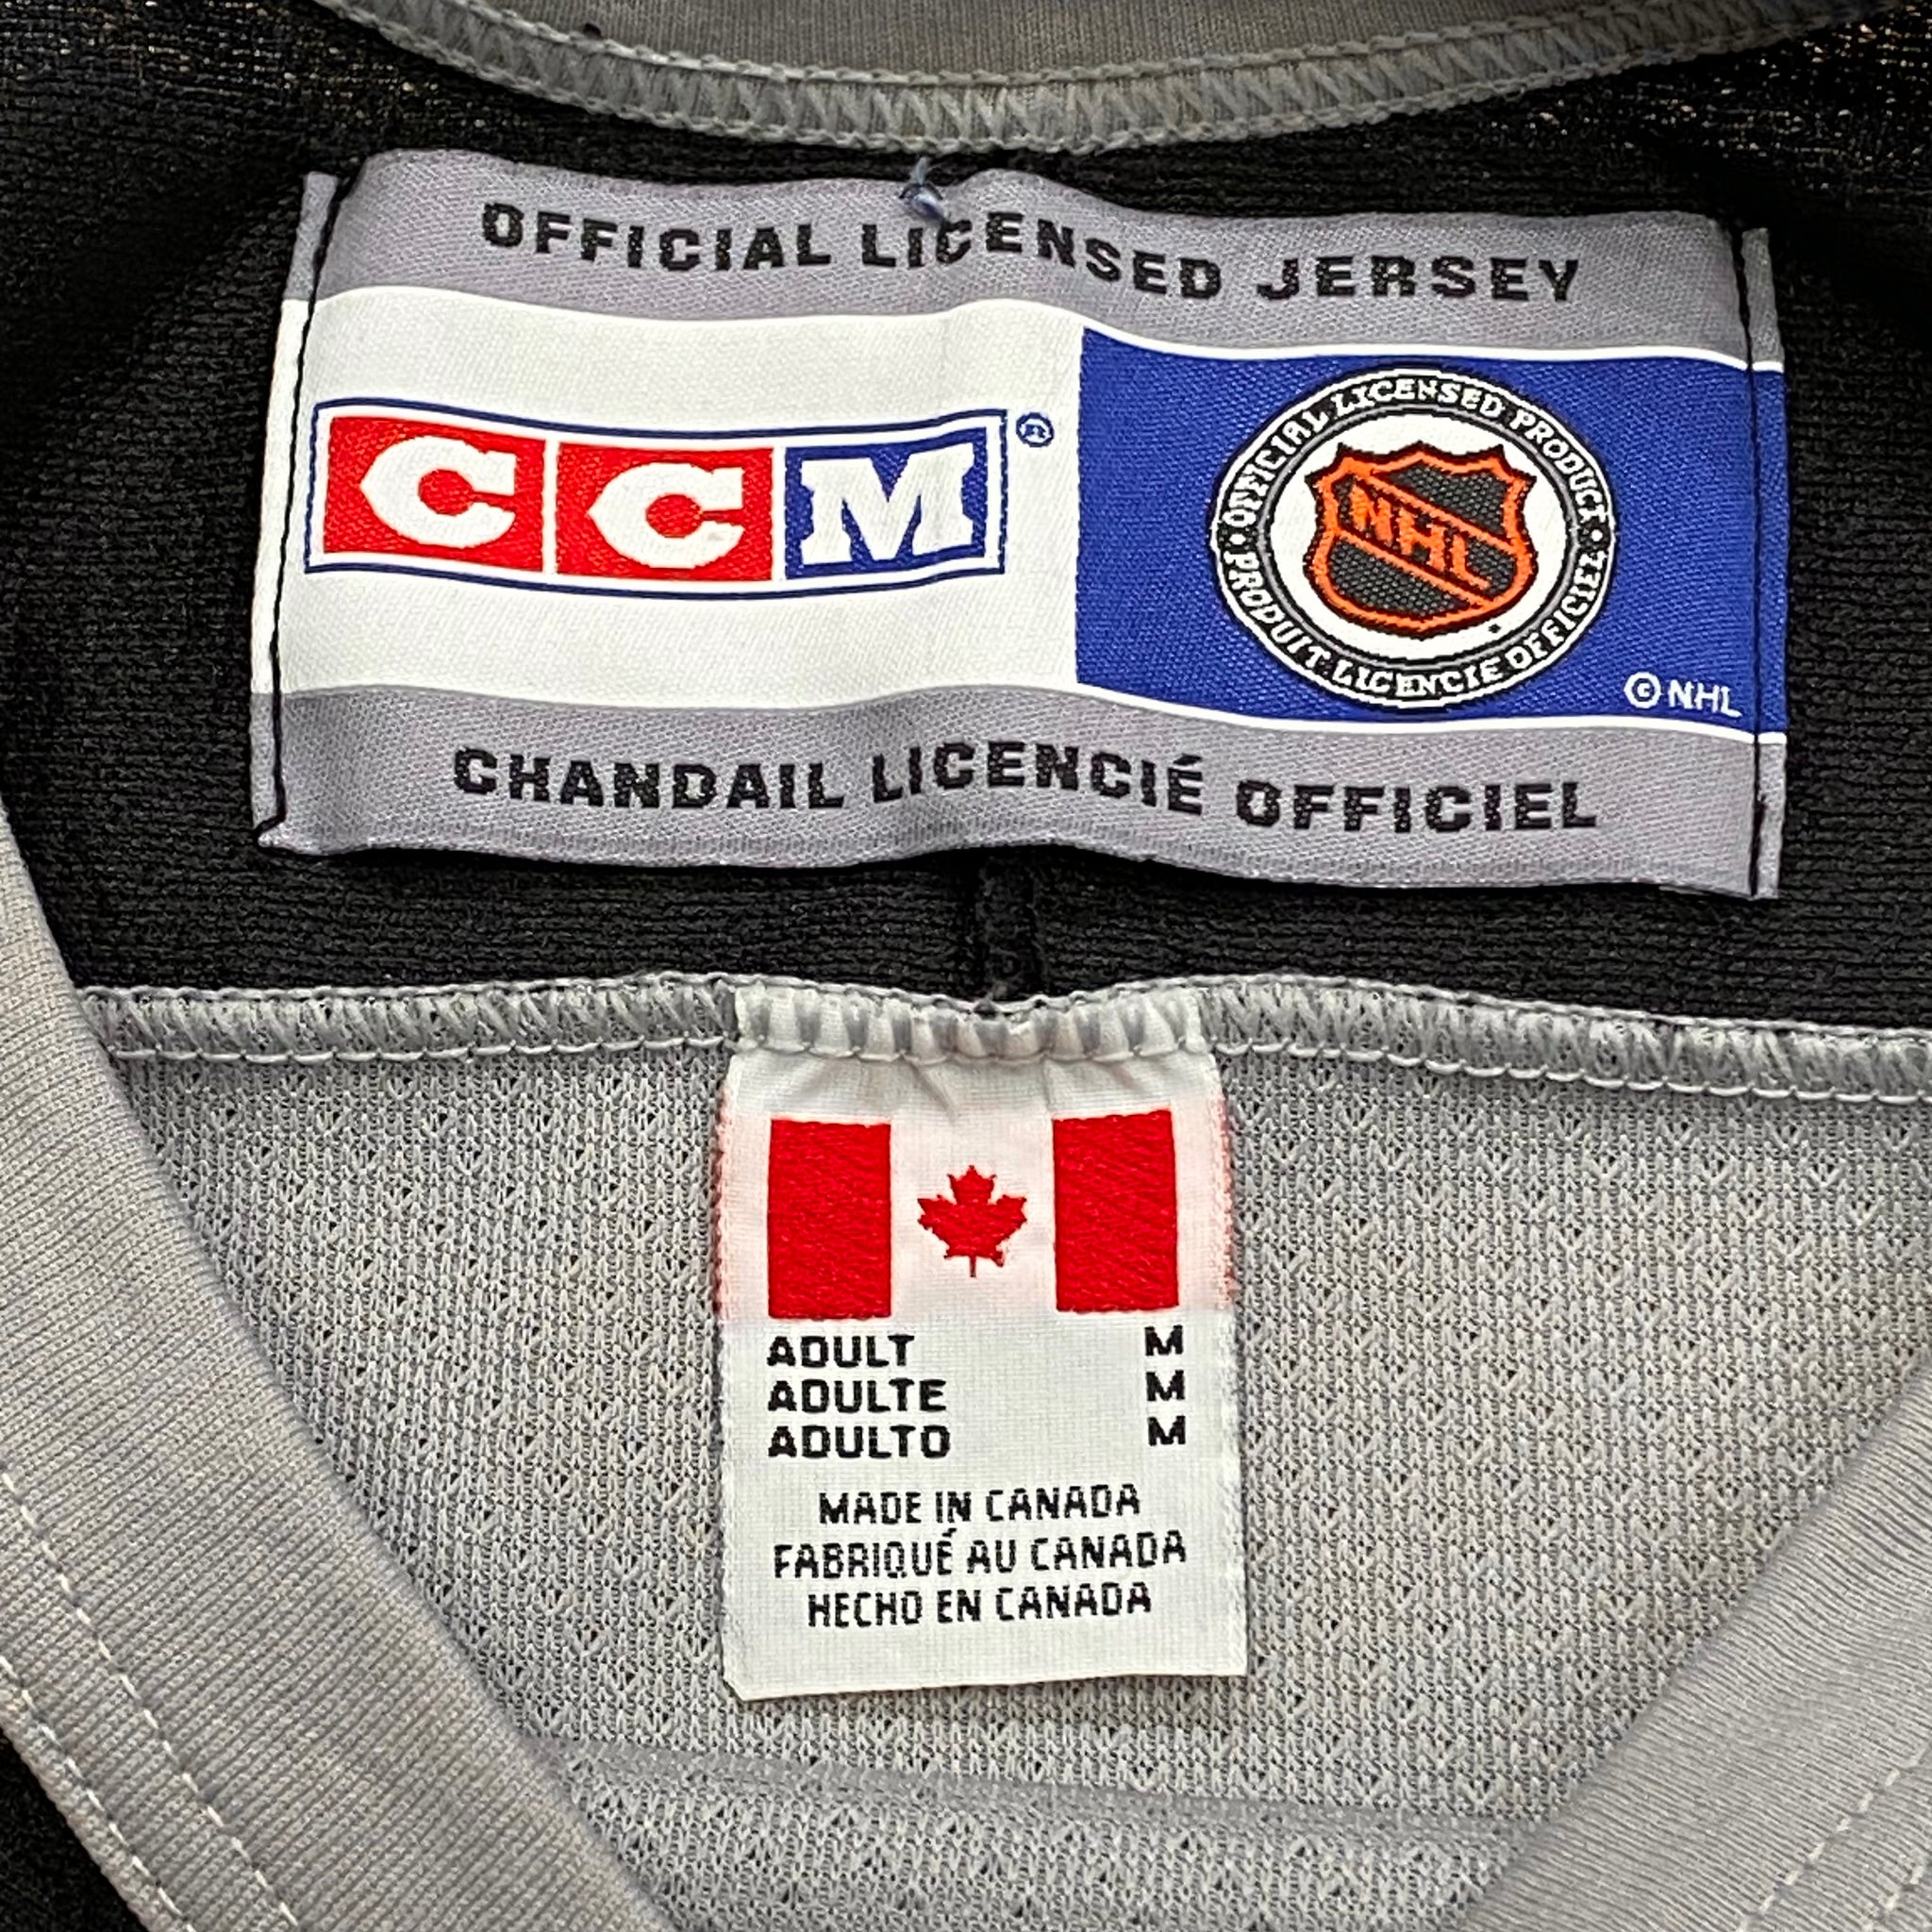 OFFICIAL LICENSED JERSEY
CCM®
OFFICIAL LICENSED PRODUCT
NHL
PRODUIT LICENCIE OFFICIEL
©NHL
CHANDAIL LICENCIÉ OFFICIEL
ADULT M
ADULTE M
ADULTO M
MADE IN CANADA
FABRIQUÉ AU CANADA
HECHO EN CANADA